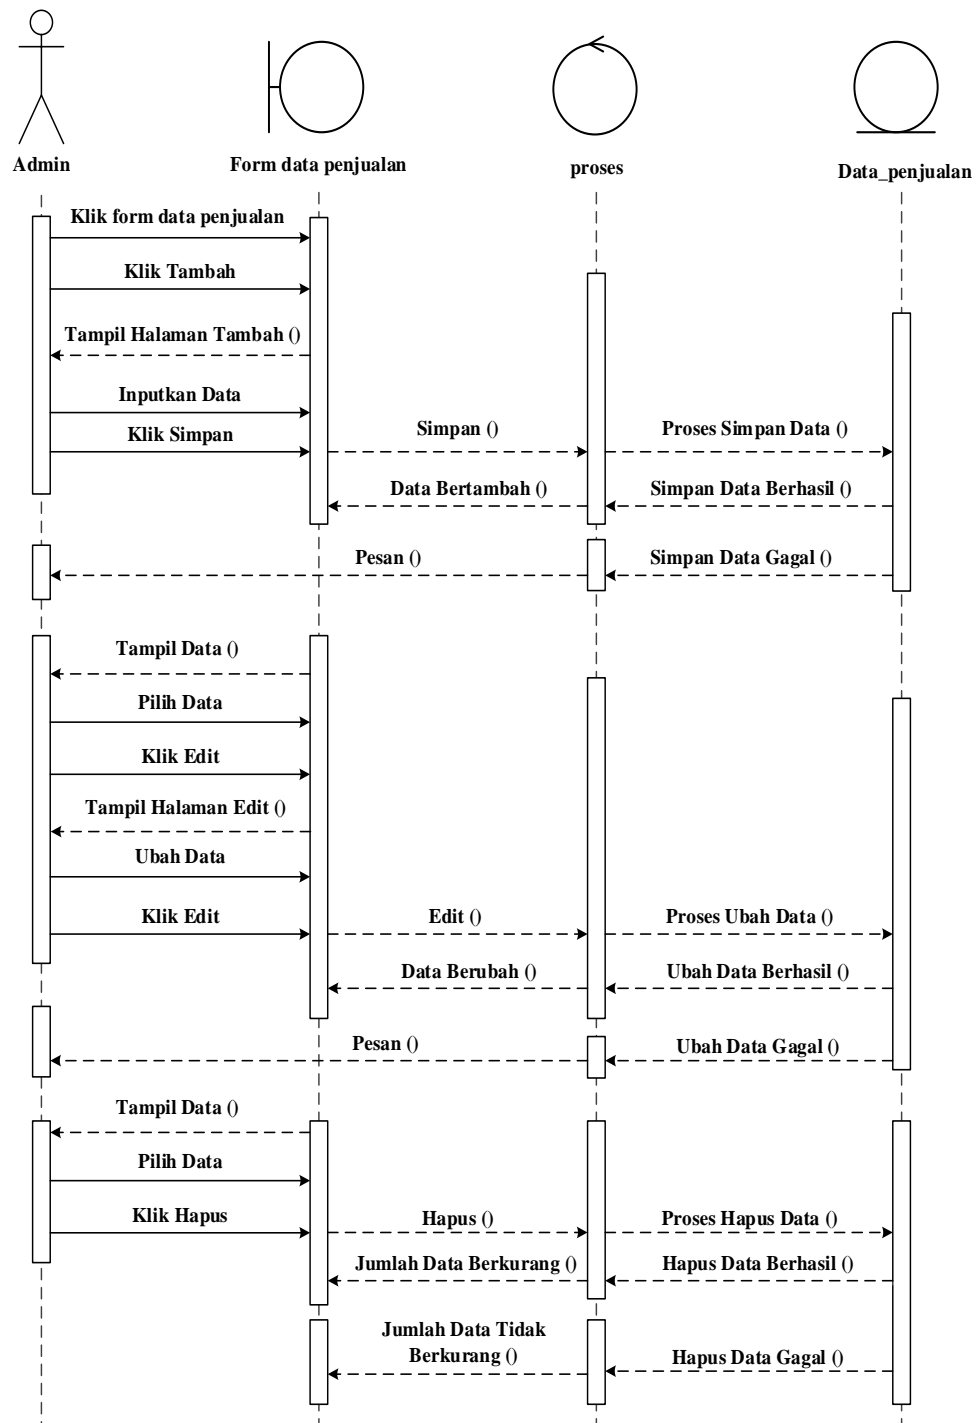 Admin
Form data penjualan
proses
Data_penjualan
Klik form data penjualan
Klik Tambah
Tampil Halaman Tambah ()
Inputkan Data
Klik Simpan
Simpan ()
Proses Simpan Data ()
Data Bertambah ()
Simpan Data Berhasil ()
Pesan ()
Simpan Data Gagal ()
Tampil Data ()
Pilih Data
Klik Edit
Tampil Halaman Edit ()
Ubah Data
Klik Edit
Edit ()
Proses Ubah Data ()
Data Berubah ()
Ubah Data Berhasil ()
Pesan ()
Ubah Data Gagal ()
Tampil Data ()
Pilih Data
Klik Hapus
Hapus ()
Proses Hapus Data ()
Jumlah Data Berkurang ()
Hapus Data Berhasil ()
Jumlah Data Tidak
Berkurang ()
Hapus Data Gagal ()